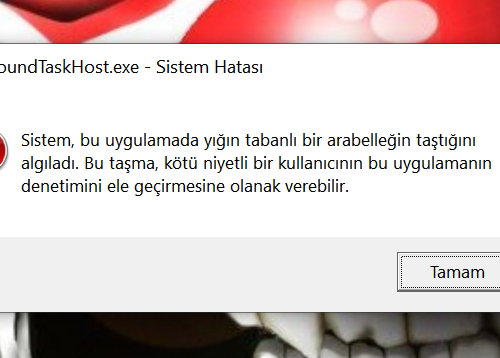 oundTaskHost.exe - Sistem Hatası
Sistem, bu uygulamada yığın tabanlı bir arabelleğin taştığını
algıladı. Bu taşma, kötü niyetli bir kullanıcının bu uygulamanın
denetimini ele geçirmesine olanak verebilir.
Tamam